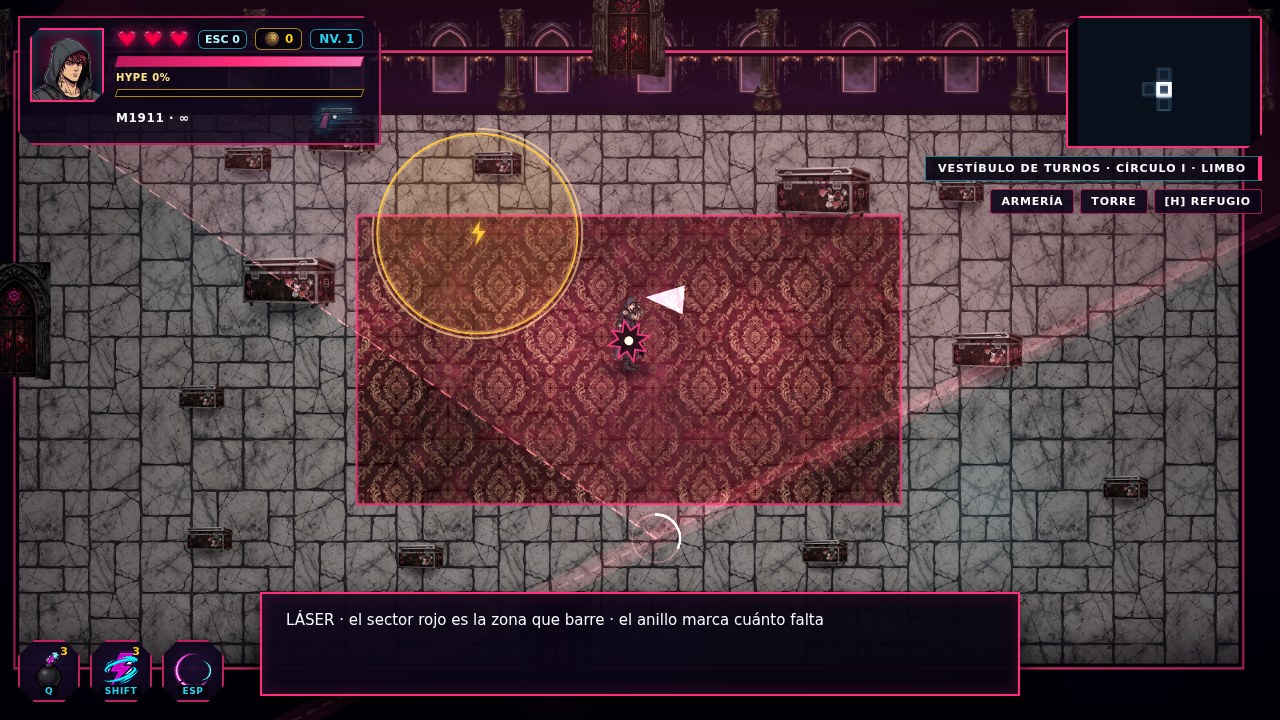 ESC 0
0
NV. 1
HYPE 0%
M1911 · ∞
VESTÍBULO DE TURNOS · CÍRCULO I · LIMBO
ARMERÍA
TORRE
[H] REFUGIO
LÁSER · el sector rojo es la zona que barre · el anillo marca cuánto falta
3
Q
3
SHIFT
ESP